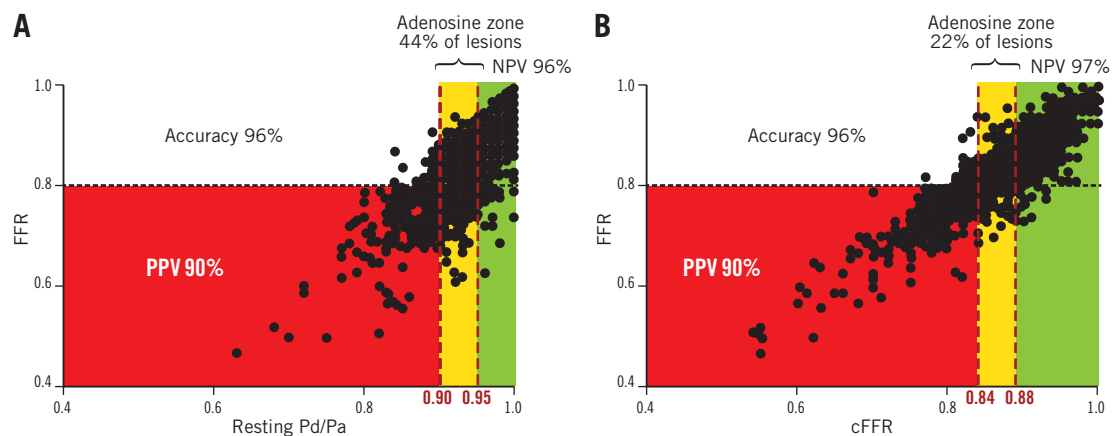 A
Adenosine zone
44% of lesions
NPV 96%
1.0
Accuracy 96%
0.8
FFR
PPV 90%
0.6
0.4
0.4
0.6
0.8
0.90
0.95
1.0
Resting Pd/Pa
B
Adenosine zone
22% of lesions
NPV 97%
1.0
Accuracy 96%
0.8
FFR
PPV 90%
0.6
0.4
0.4
0.6
0.8
0.84
0.88
1.0
cFFR